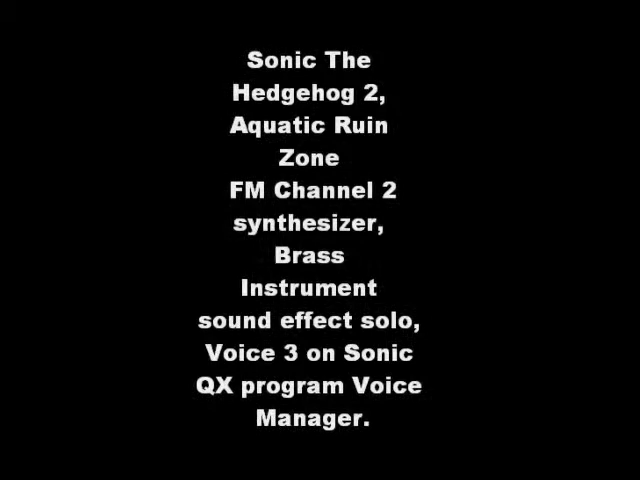 Sonic The
Hedgehog 2,
Aquatic Ruin
Zone
FM Channel 2
synthesizer,
Brass
Instrument
sound effect solo,
Voice 3 on Sonic
QX program Voice
Manager.